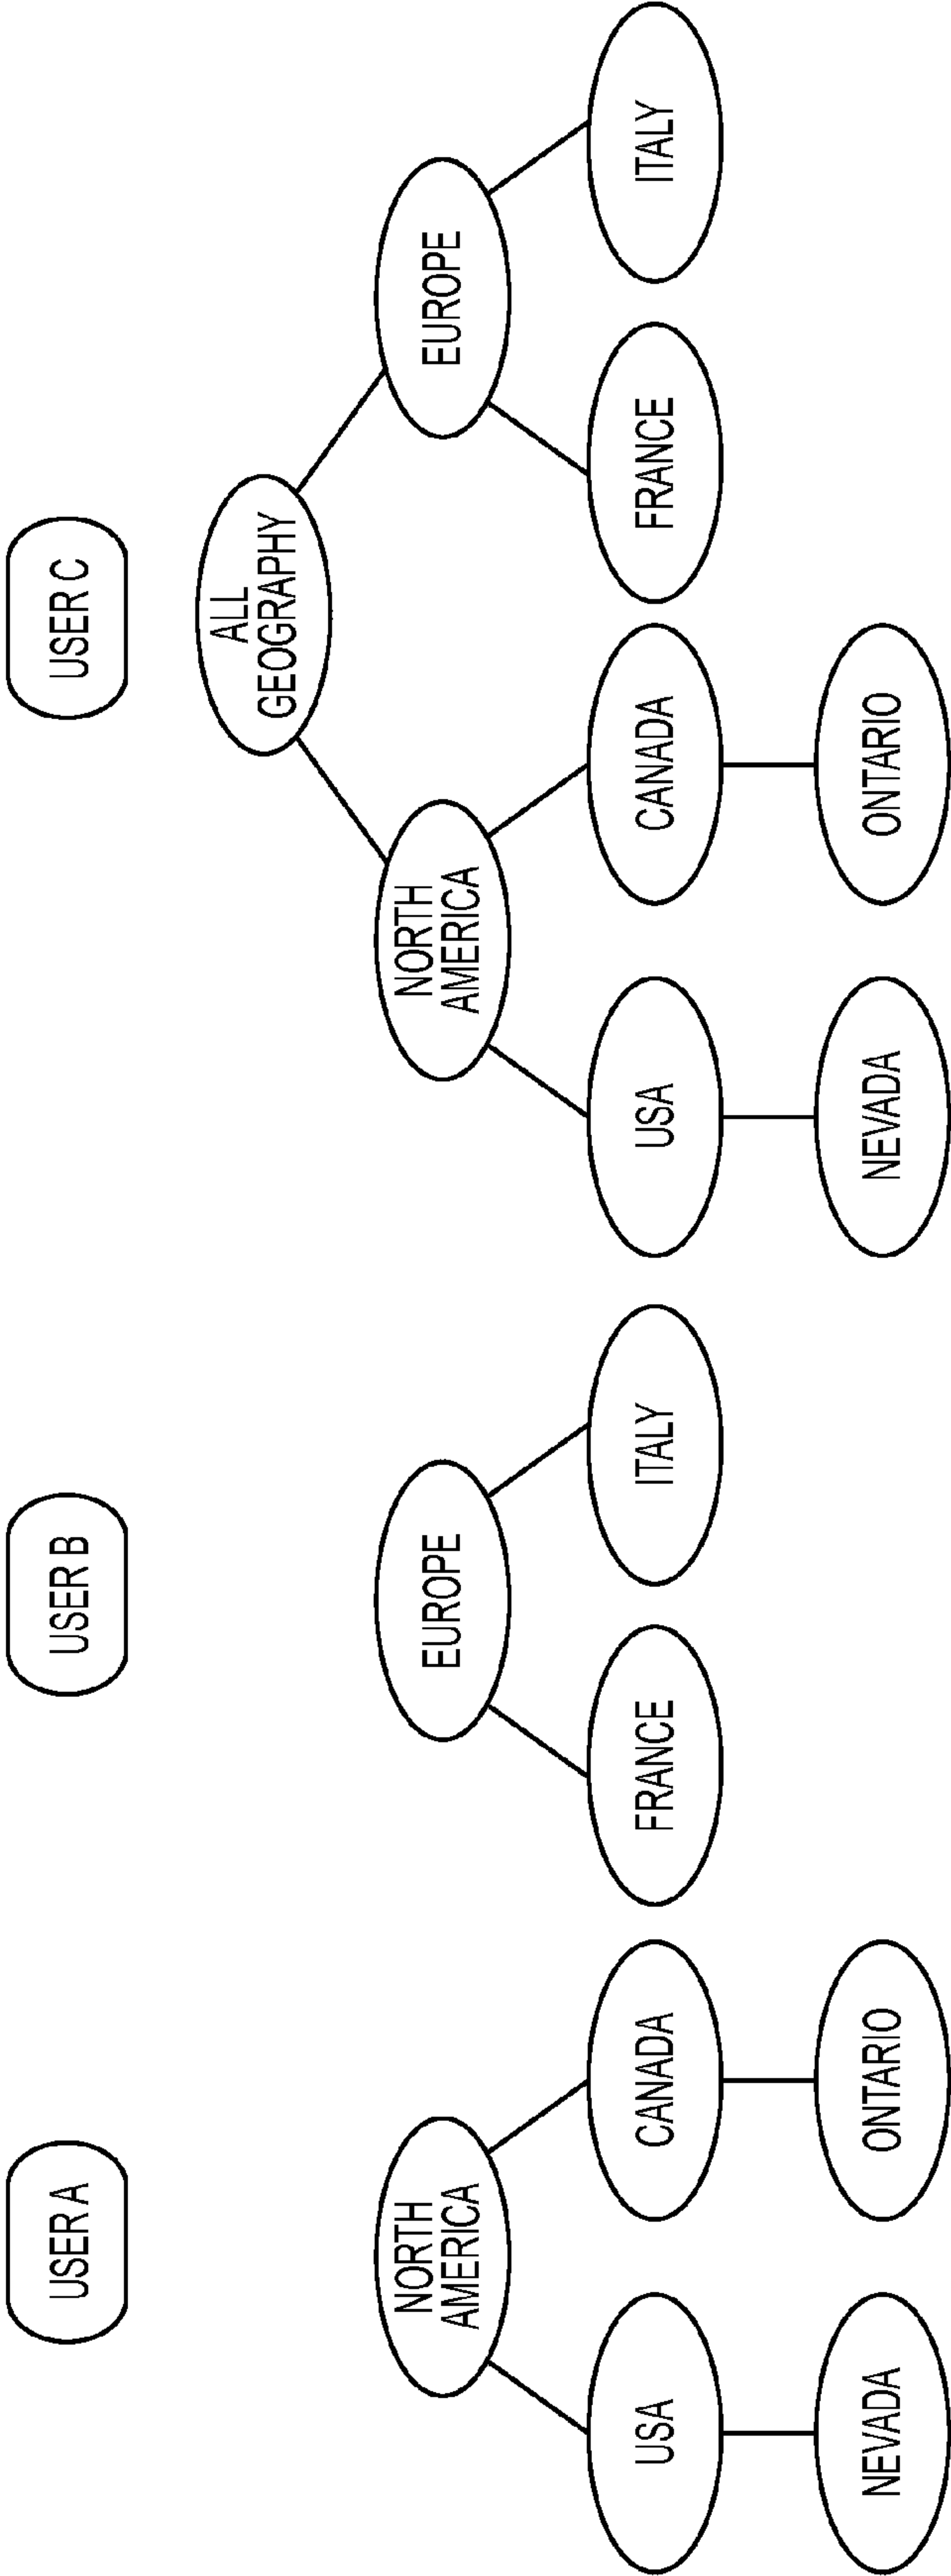 USER A
USER B
USER C
ALL
GEOGRAPHY
NORTH
AMERICA
EUROPE
NORTH
AMERICA
EUROPE
USA
CANADA
FRANCE
ITALY
USA
CANADA
FRANCE
ITALY
NEVADA
ONTARIO
NEVADA
ONTARIO